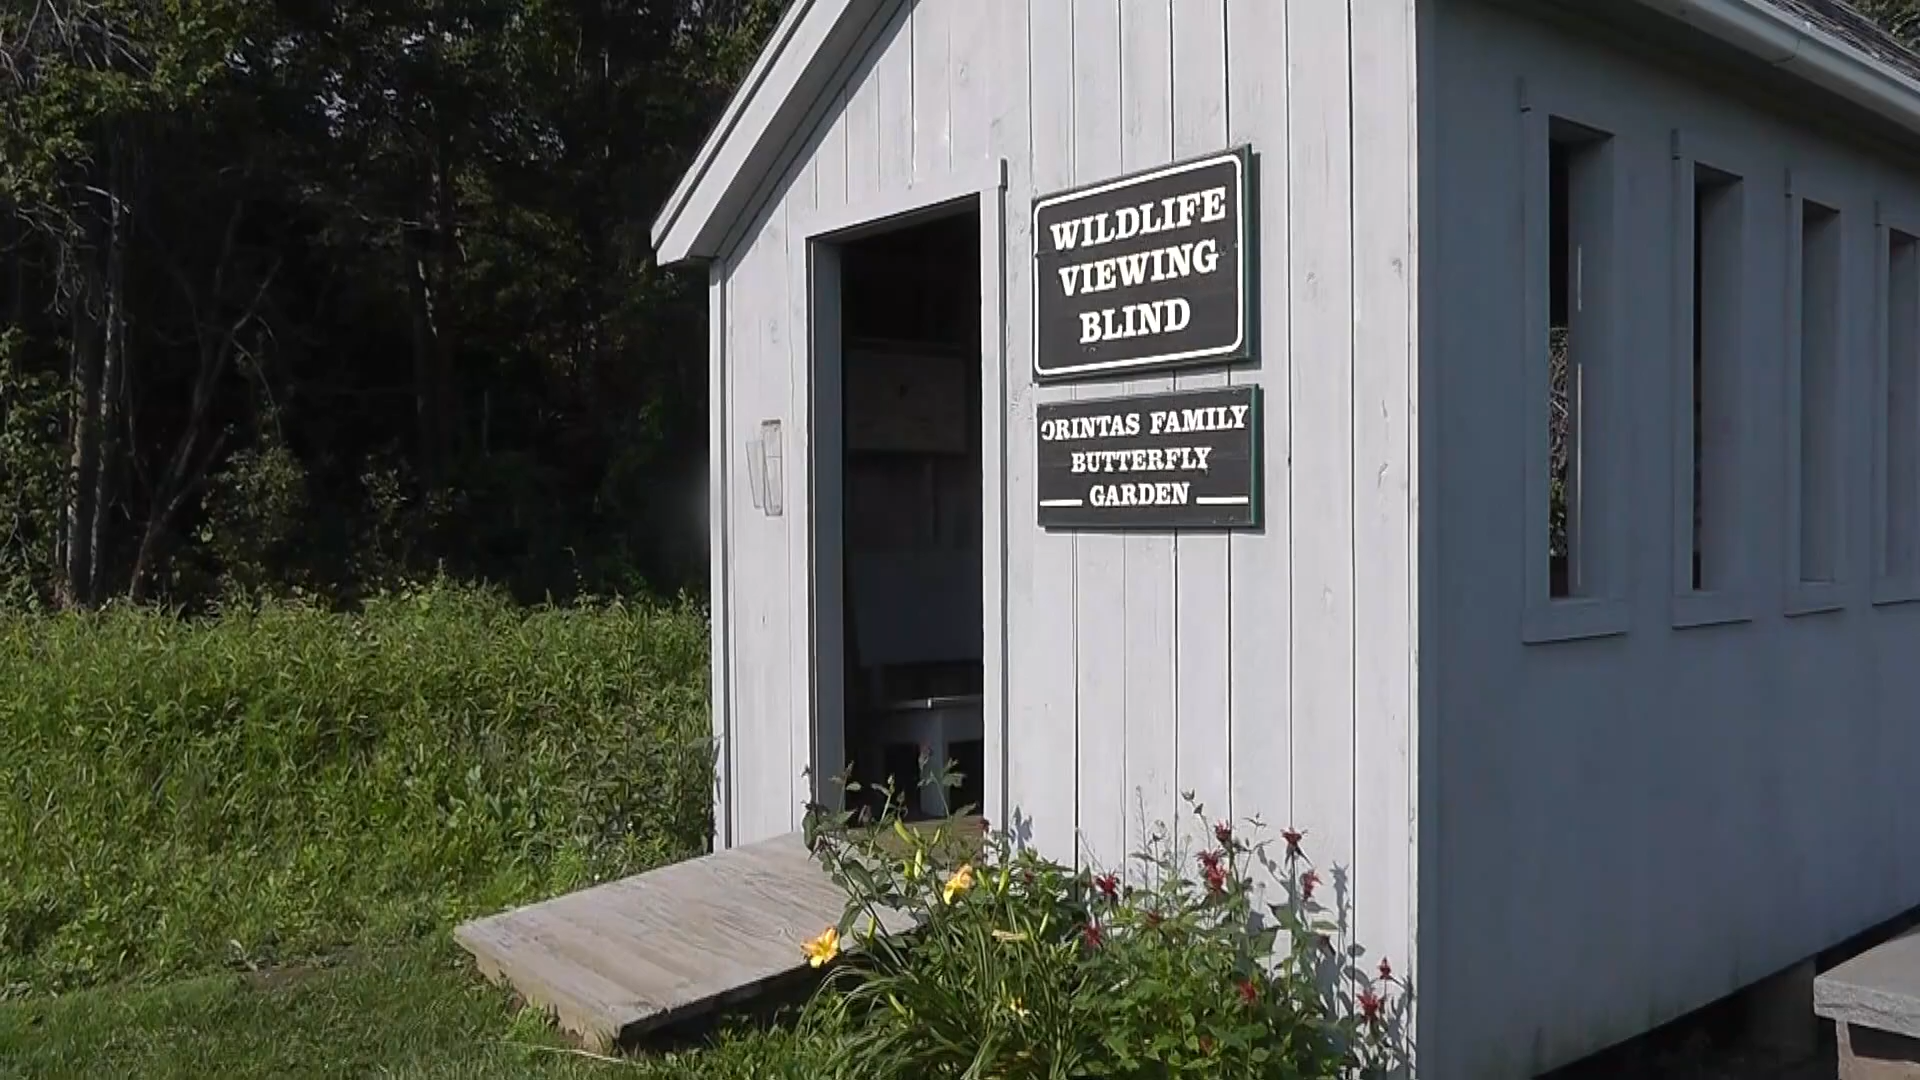 WILDLIFE
VIEWING
BLIND
ORINTAS FAMILY
BUTTERFLY
GARDEN